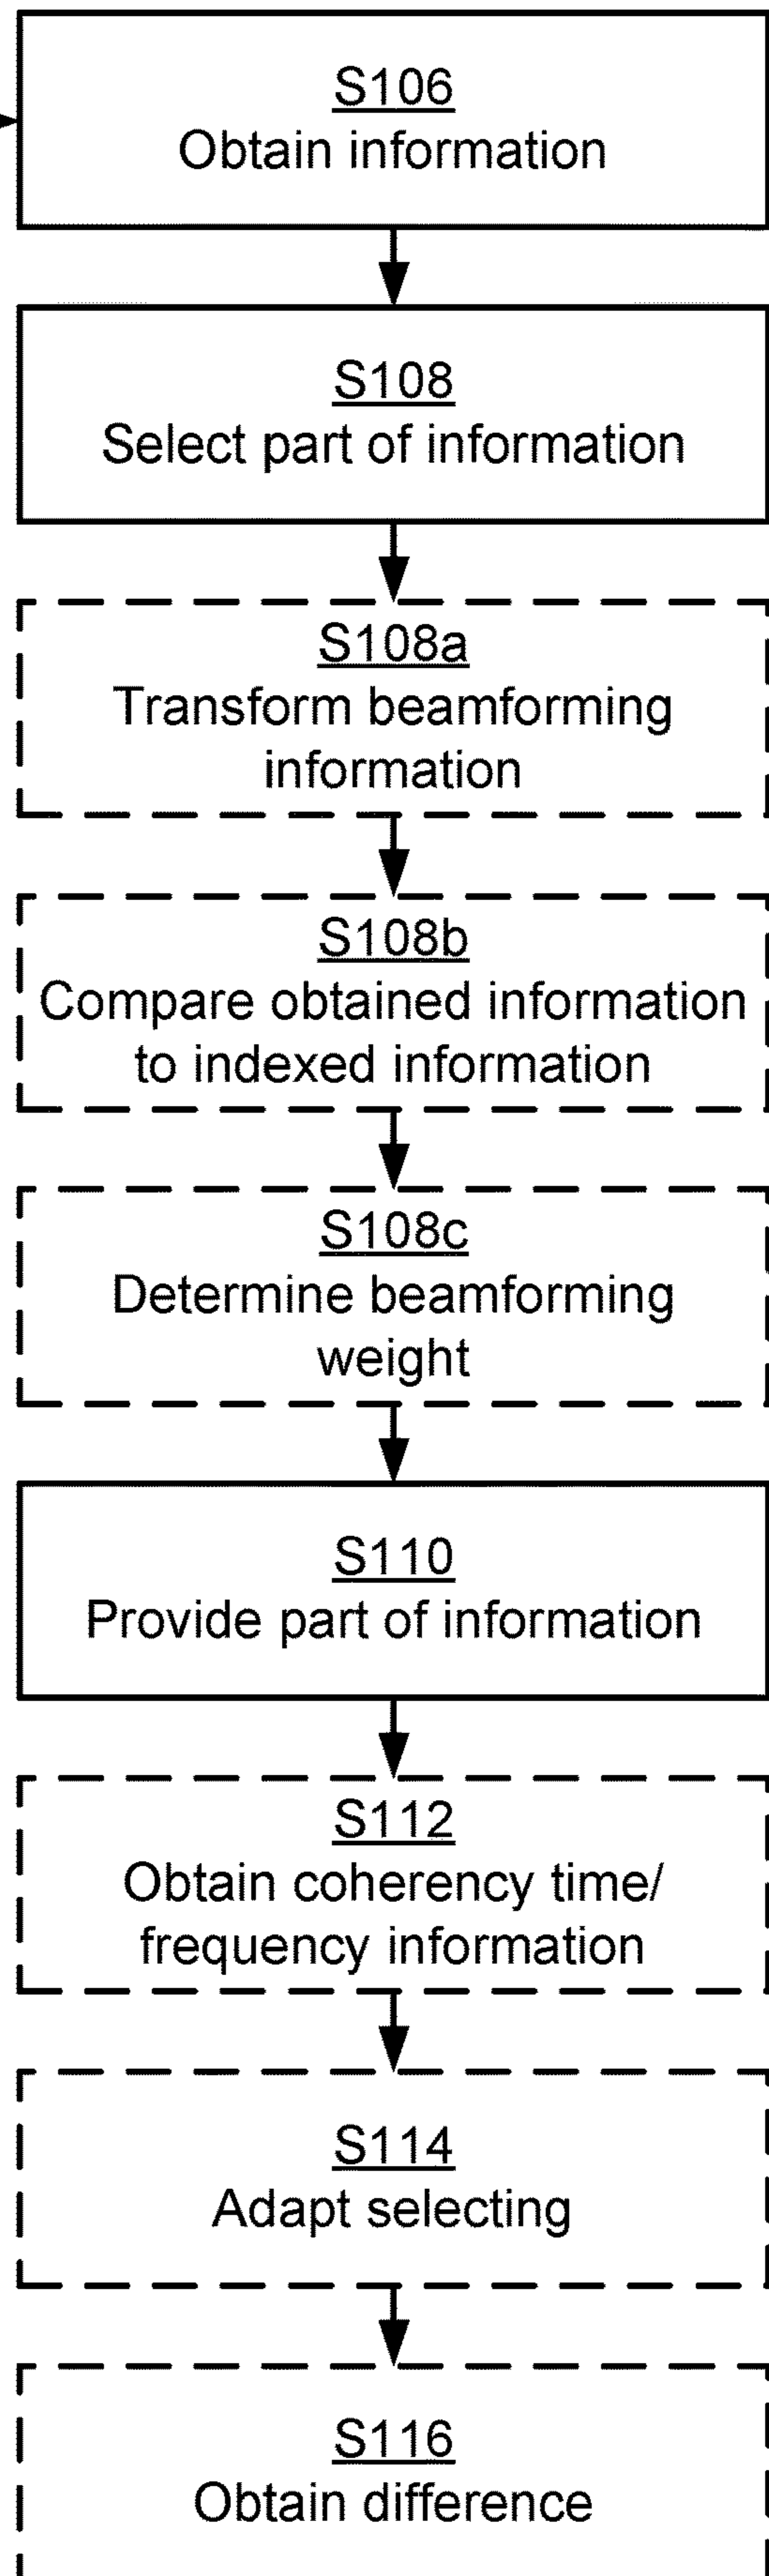 S106
Obtain information
S108
Select part of information
S108a
Transform beamforming
information
S108b
Compare obtained information
to indexed information
S108c
Determine beamforming
weight
S110
Provide part of information
S112
Obtain coherency time/
frequency information
S114
Adapt selecting
S116
Obtain difference